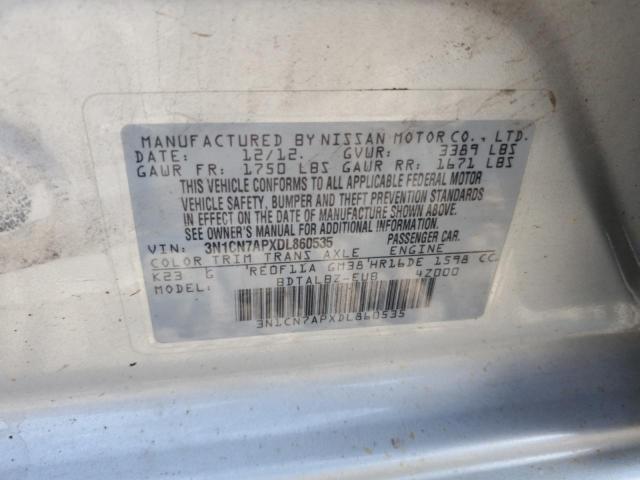 MANUFACTURED BY NISSAN MOTOR CO., LTD.
DATE: 12/12. GVWR: 3389 LBS
GAWR FR: 1750 LBS GAWR RR: 1671 LBS
THIS VEHICLE CONFORMS TO ALL APPLICABLE FEDERAL MOTOR
VEHICLE SAFETY, BUMPER AND THEFT PREVENTION STANDARDS
IN EFFECT ON THE DATE OF MANUFACTURE SHOWN ABOVE.
SEE OWNER'S MANUAL FOR ADDITIONAL INFORMATION.
VIN: 3N1CN7APXDL860535 PASSENGER CAR.
COLOR TRIM TRANS AXLE ENGINE
K23 G RE0F11A GM38 HR16DE 1598 CC
MODEL: BDTALBZ-EUB 4Z000
3N1CN7APXDL860535